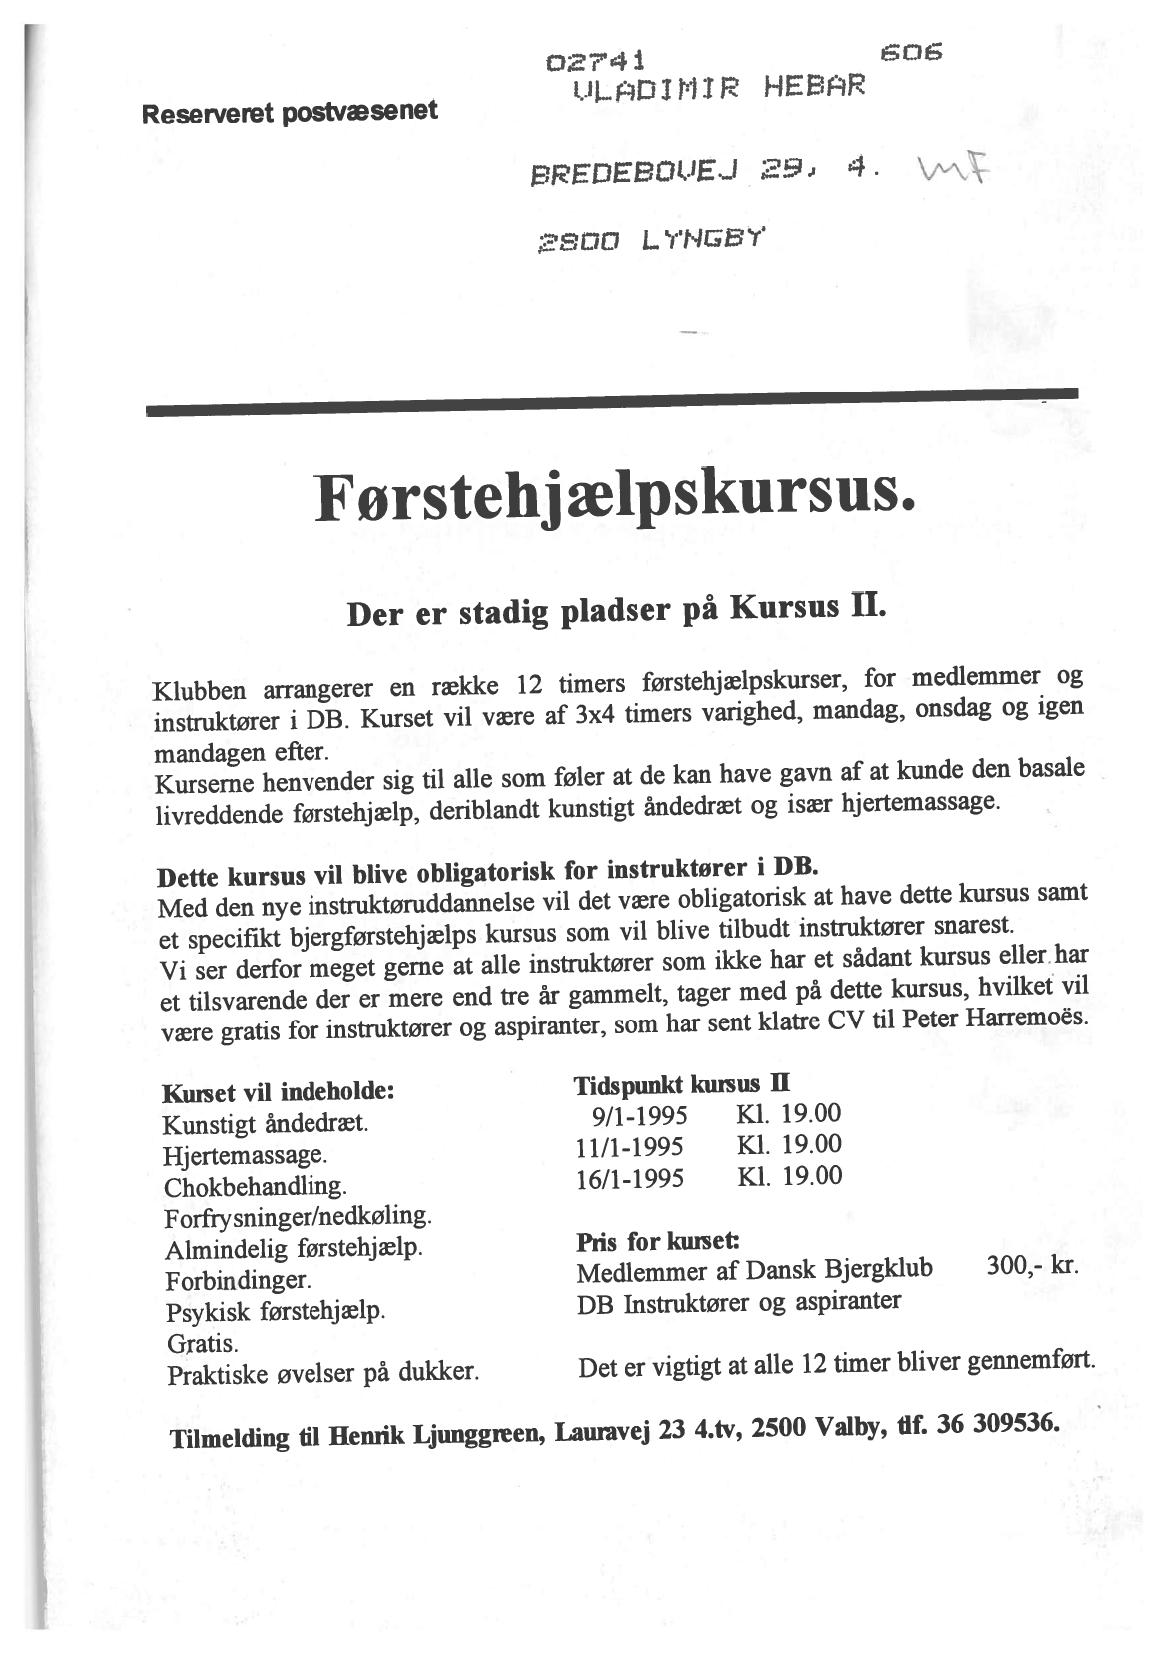 02741 606
VLADIMIR HEBAR
Reserveret postvæsenet
BREDEBOVEJ 29, 4. MF
2800 LYNGBY
Førstehjælpskursus.
Der er stadig pladser på Kursus II.
Klubben arrangerer en række 12 timers førstehjælpskurser, for medlemmer og
instruktører i DB. Kurset vil være af 3x4 timers varighed, mandag, onsdag og igen
mandagen efter.
Kurserne henvender sig til alle som føler at de kan have gavn af at kunde den basale
livreddende førstehjælp, deriblandt kunstigt åndedræt og især hjertemassage.
Dette kursus vil blive obligatorisk for instruktører i DB.
Med den nye instruktøruddannelse vil det være obligatorisk at have dette kursus samt
et specifikt bjergførstehjælps kursus som vil blive tilbudt instruktører snarest.
Vi ser derfor meget gerne at alle instruktører som ikke har et sådant kursus eller har
et tilsvarende der er mere end tre år gammelt, tager med på dette kursus, hvilket vil
være gratis for instruktører og aspiranter, som har sent klatre CV til Peter Harremoës.
Kurset vil indeholde:
Kunstigt åndedræt.
Hjertemassage.
Chokbehandling.
Forfrysninger/nedkøling.
Almindelig førstehjælp.
Forbindinger.
Psykisk førstehjælp.
Gratis.
Praktiske øvelser på dukker.
Tidspunkt kursus II
9/1-1995 Kl. 19.00
11/1-1995 Kl. 19.00
16/1-1995 Kl. 19.00
Pris for kurset:
Medlemmer af Dansk Bjergklub 300,- kr.
DB Instruktører og aspiranter
Det er vigtigt at alle 12 timer bliver gennemført.
Tilmelding til Henrik Ljunggreen, Lauravej 23 4.tv, 2500 Valby, tlf. 36 309536.